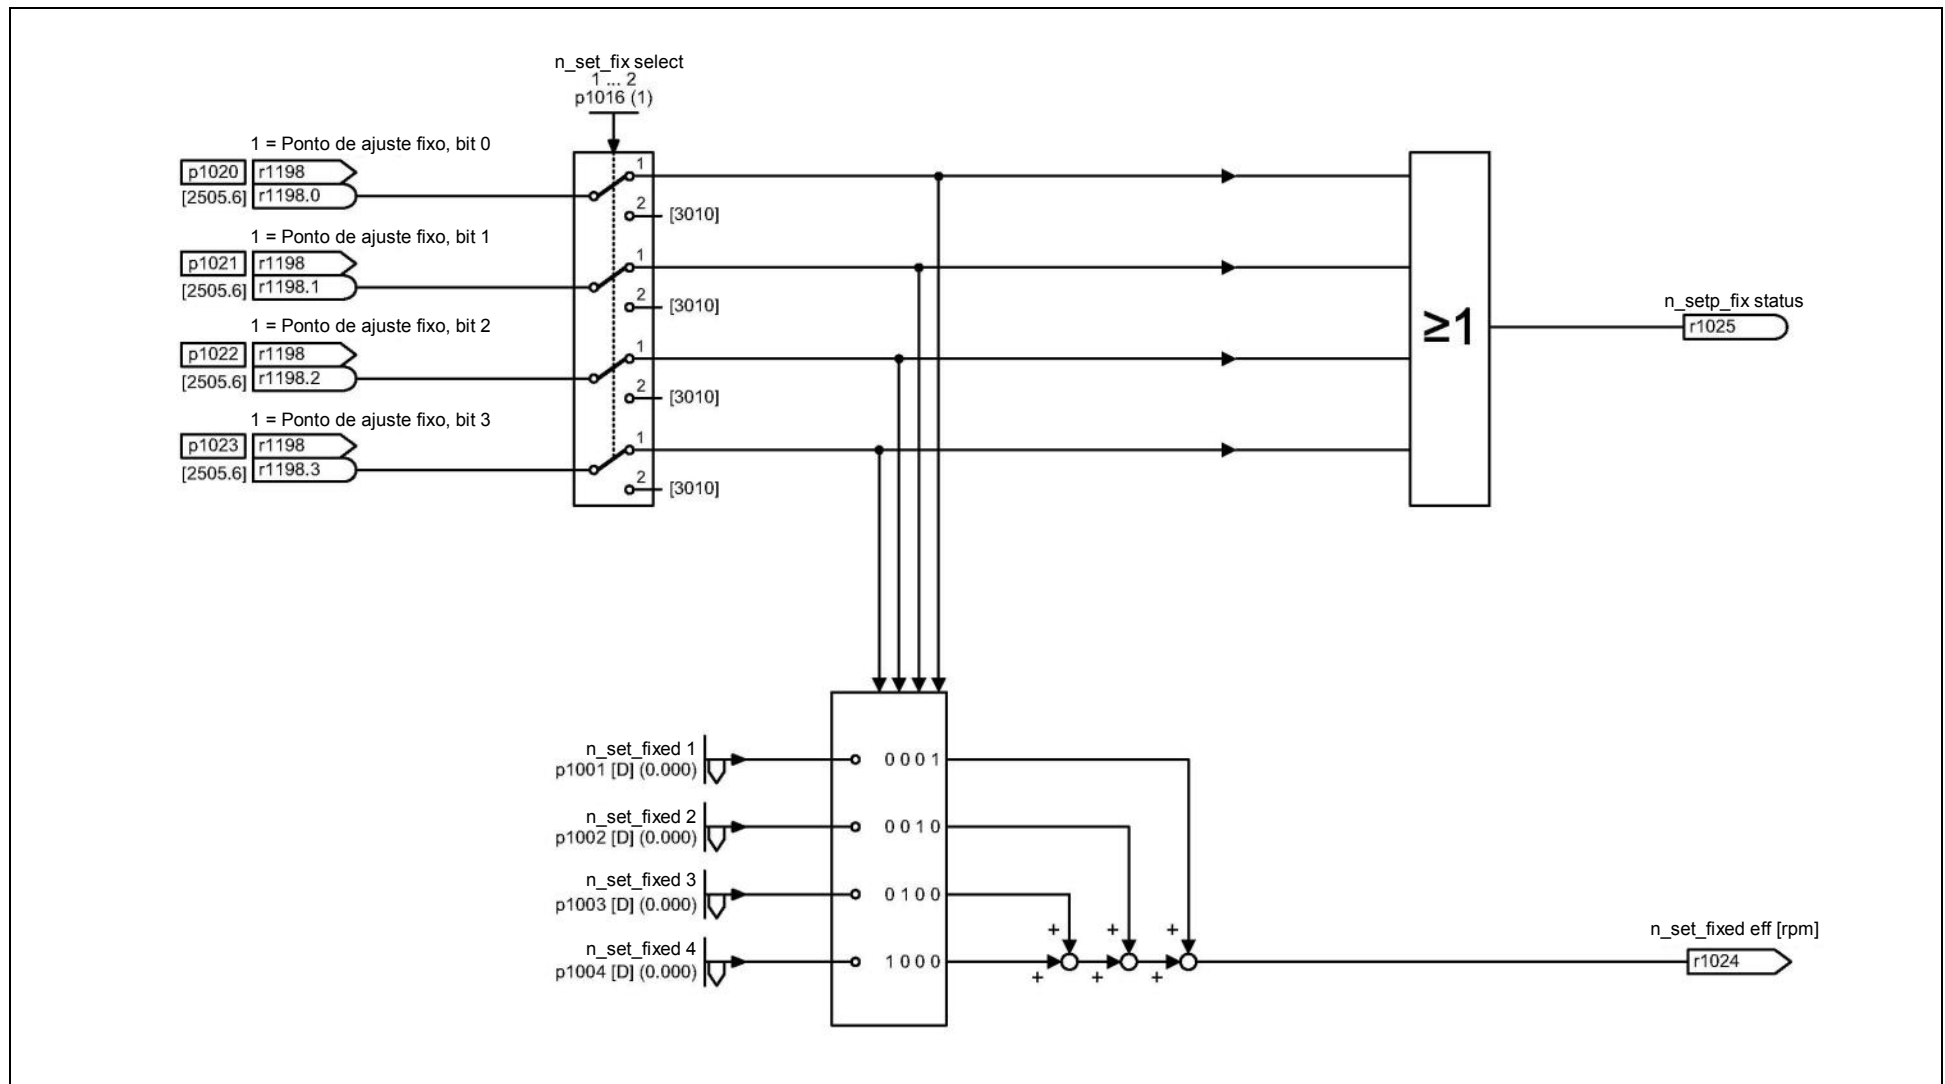 n_set_fix select
1 ... 2
p1016 (1)
1 = Ponto de ajuste fixo, bit 0
p1020 r1198
[2505.6] r1198.0
1
2 [3010]
1 = Ponto de ajuste fixo, bit 1
p1021 r1198
[2505.6] r1198.1
1
2 [3010]
1 = Ponto de ajuste fixo, bit 2
p1022 r1198
[2505.6] r1198.2
1
2 [3010]
1 = Ponto de ajuste fixo, bit 3
p1023 r1198
[2505.6] r1198.3
1
2 [3010]
≥1
n_setp_fix status
r1025
n_set_fixed 1
p1001 [D] (0.000)
0 0 0 1
n_set_fixed 2
p1002 [D] (0.000)
0 0 1 0
n_set_fixed 3
p1003 [D] (0.000)
0 1 0 0
n_set_fixed 4
p1004 [D] (0.000)
1 0 0 0
+ + +
+ + +
n_set_fixed eff [rpm]
r1024